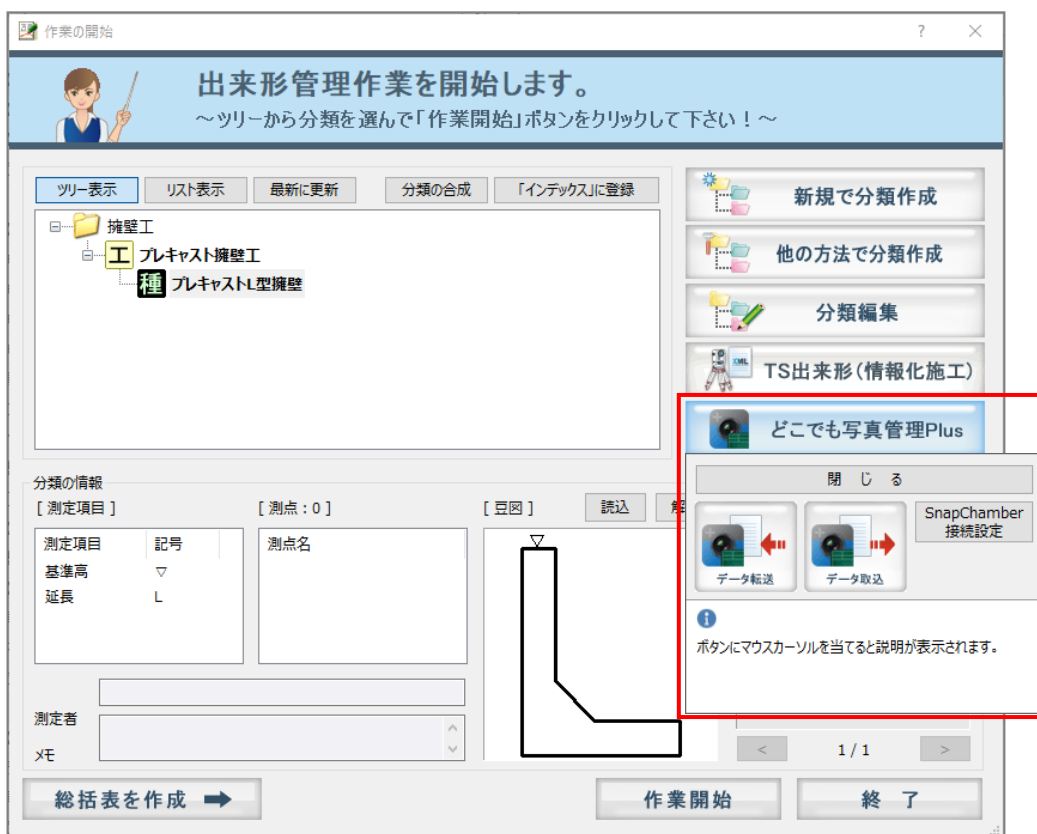 作業の開始
? ×
出来形管理作業を開始します。
～ツリーから分類を選んで「作業開始」ボタンをクリックして下さい！～
ツリー表示 リスト表示 最新に更新 分類の合成 「インデックス」に登録
擁壁工
工 プレキャスト擁壁工
種 プレキャストL型擁壁
新規で分類作成
他の方法で分類作成
分類編集
XML
TS出来形（情報化施工）
どこでも写真管理Plus
閉じる
データ転送 データ取込
SnapChamber
接続設定
ボタンにマウスカーソルを当てると説明が表示されます。
分類の情報
[ 測定項目 ] [ 測点 : 0 ] [ 豆図 ] 読込
測定項目 記号 測点名
基準高 ▽
延長 L
▽
測定者
メモ
< 1 / 1 >
総括表を作成 ➡ 作業開始 終了